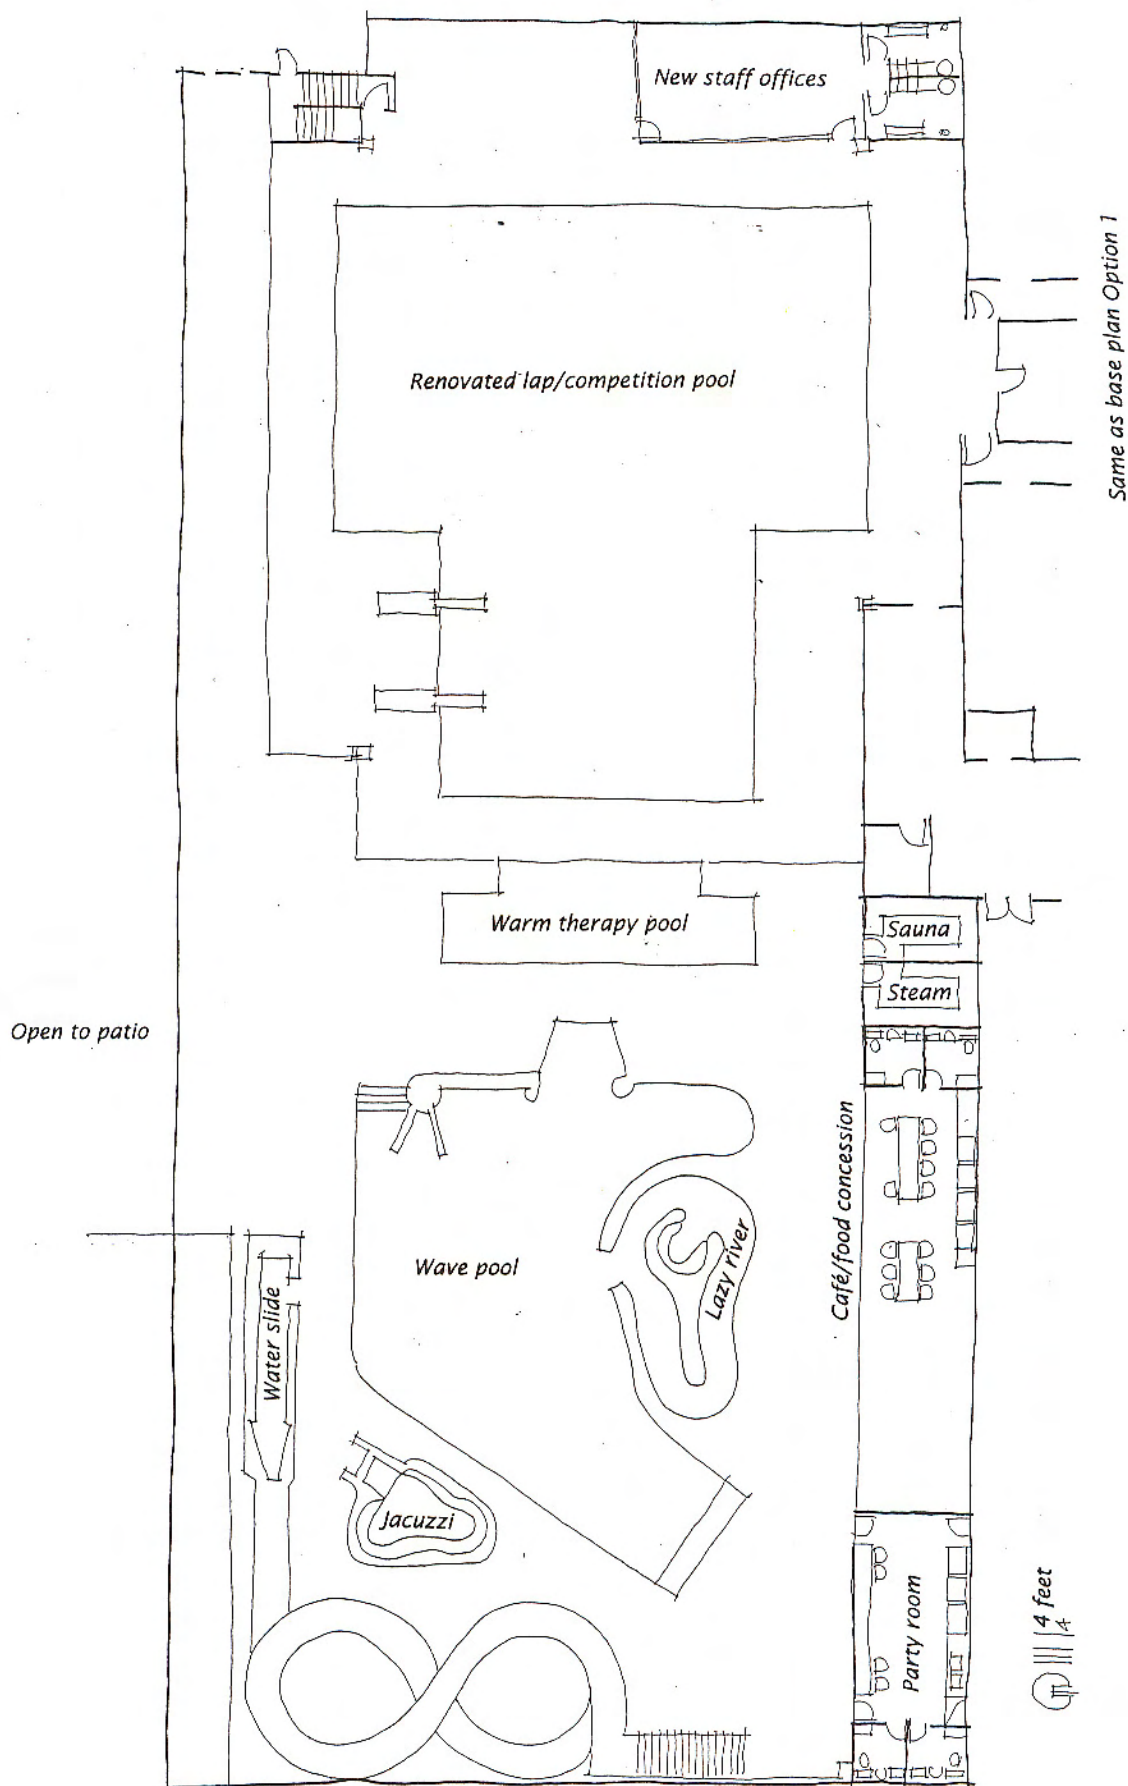 New staff offices
Same as base plan Option 1
Renovated lap/competition pool
Warm therapy pool
Sauna
Steam
Open to patio
Café/food concession
Wave pool
Lazy river
Water slide
Jacuzzi
Party room
4 feet